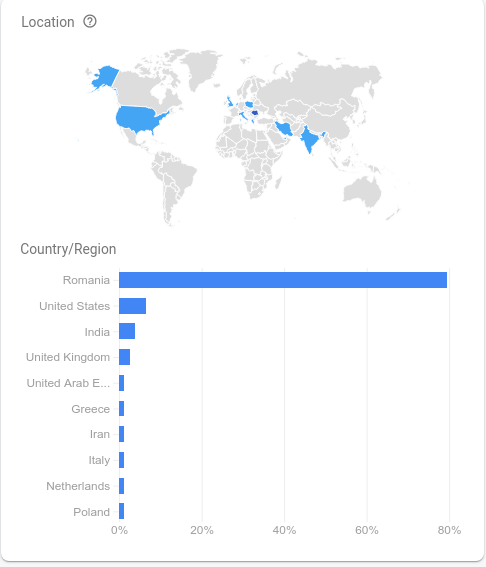 Location ?
Country/Region
Romania
United States
India
United Kingdom
United Arab E...
Greece
Iran
Italy
Netherlands
Poland
0% 20% 40% 60% 80%